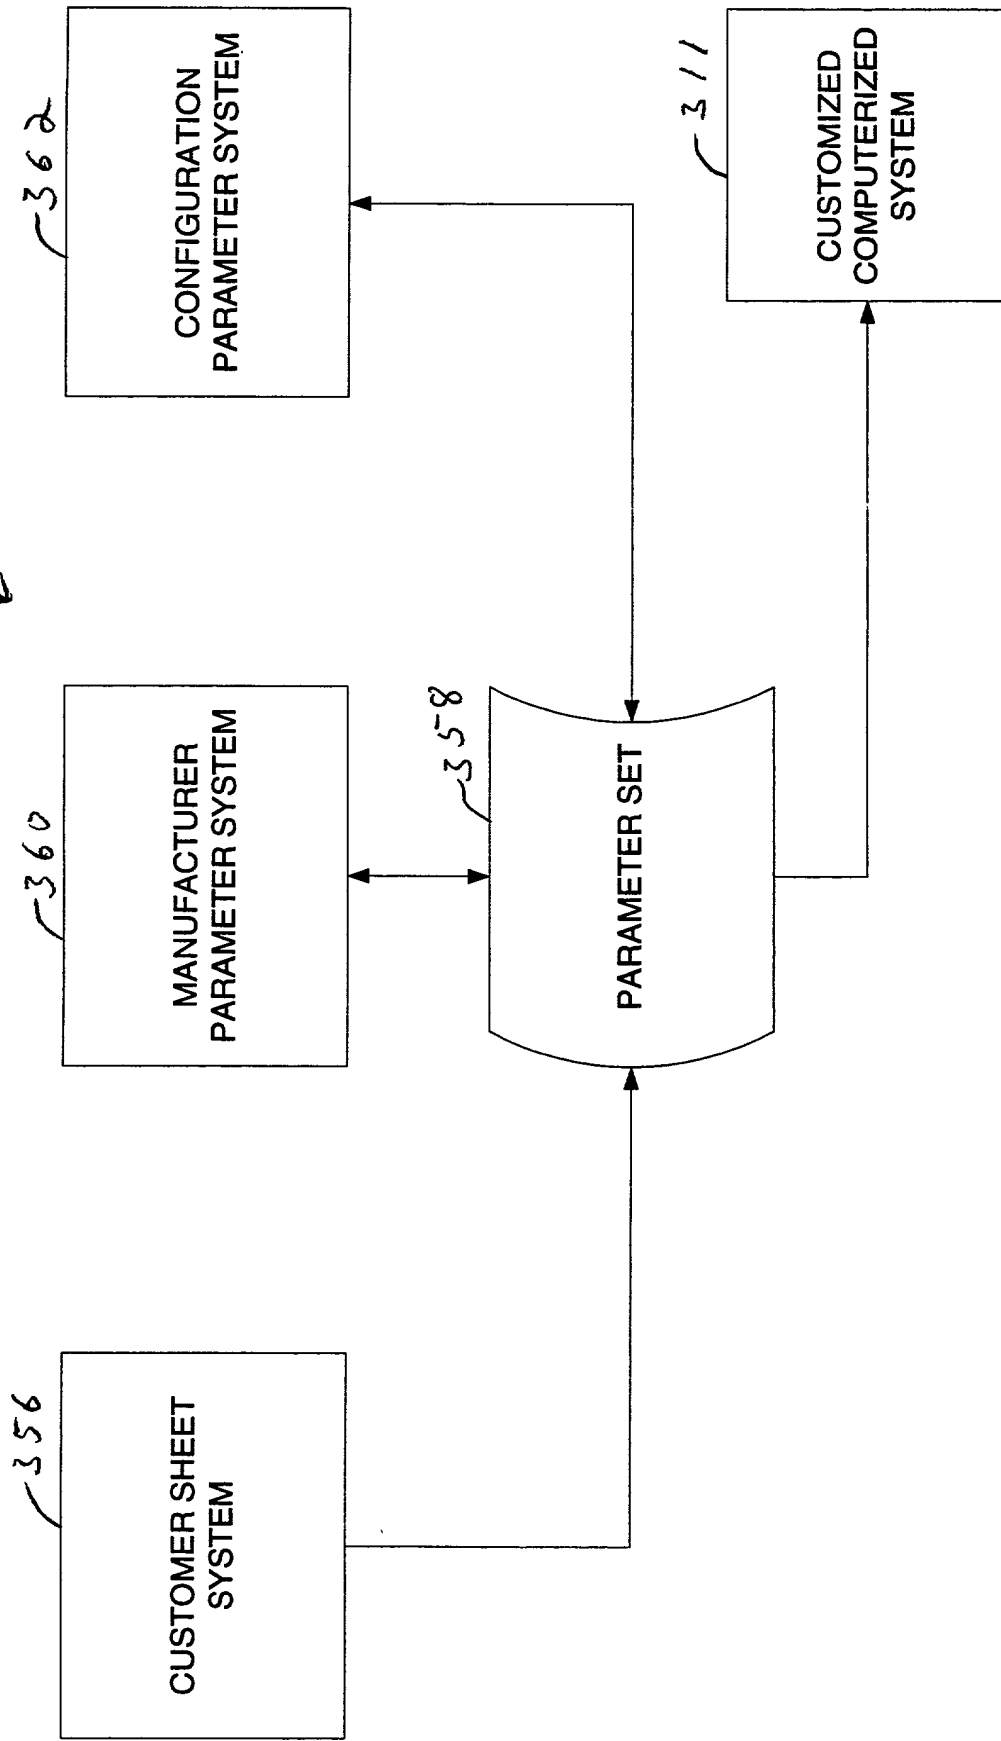 356
CUSTOMER SHEET
SYSTEM
360
MANUFACTURER
PARAMETER SYSTEM
362
CONFIGURATION
PARAMETER SYSTEM
358
PARAMETER SET
311
CUSTOMIZED
COMPUTERIZED
SYSTEM